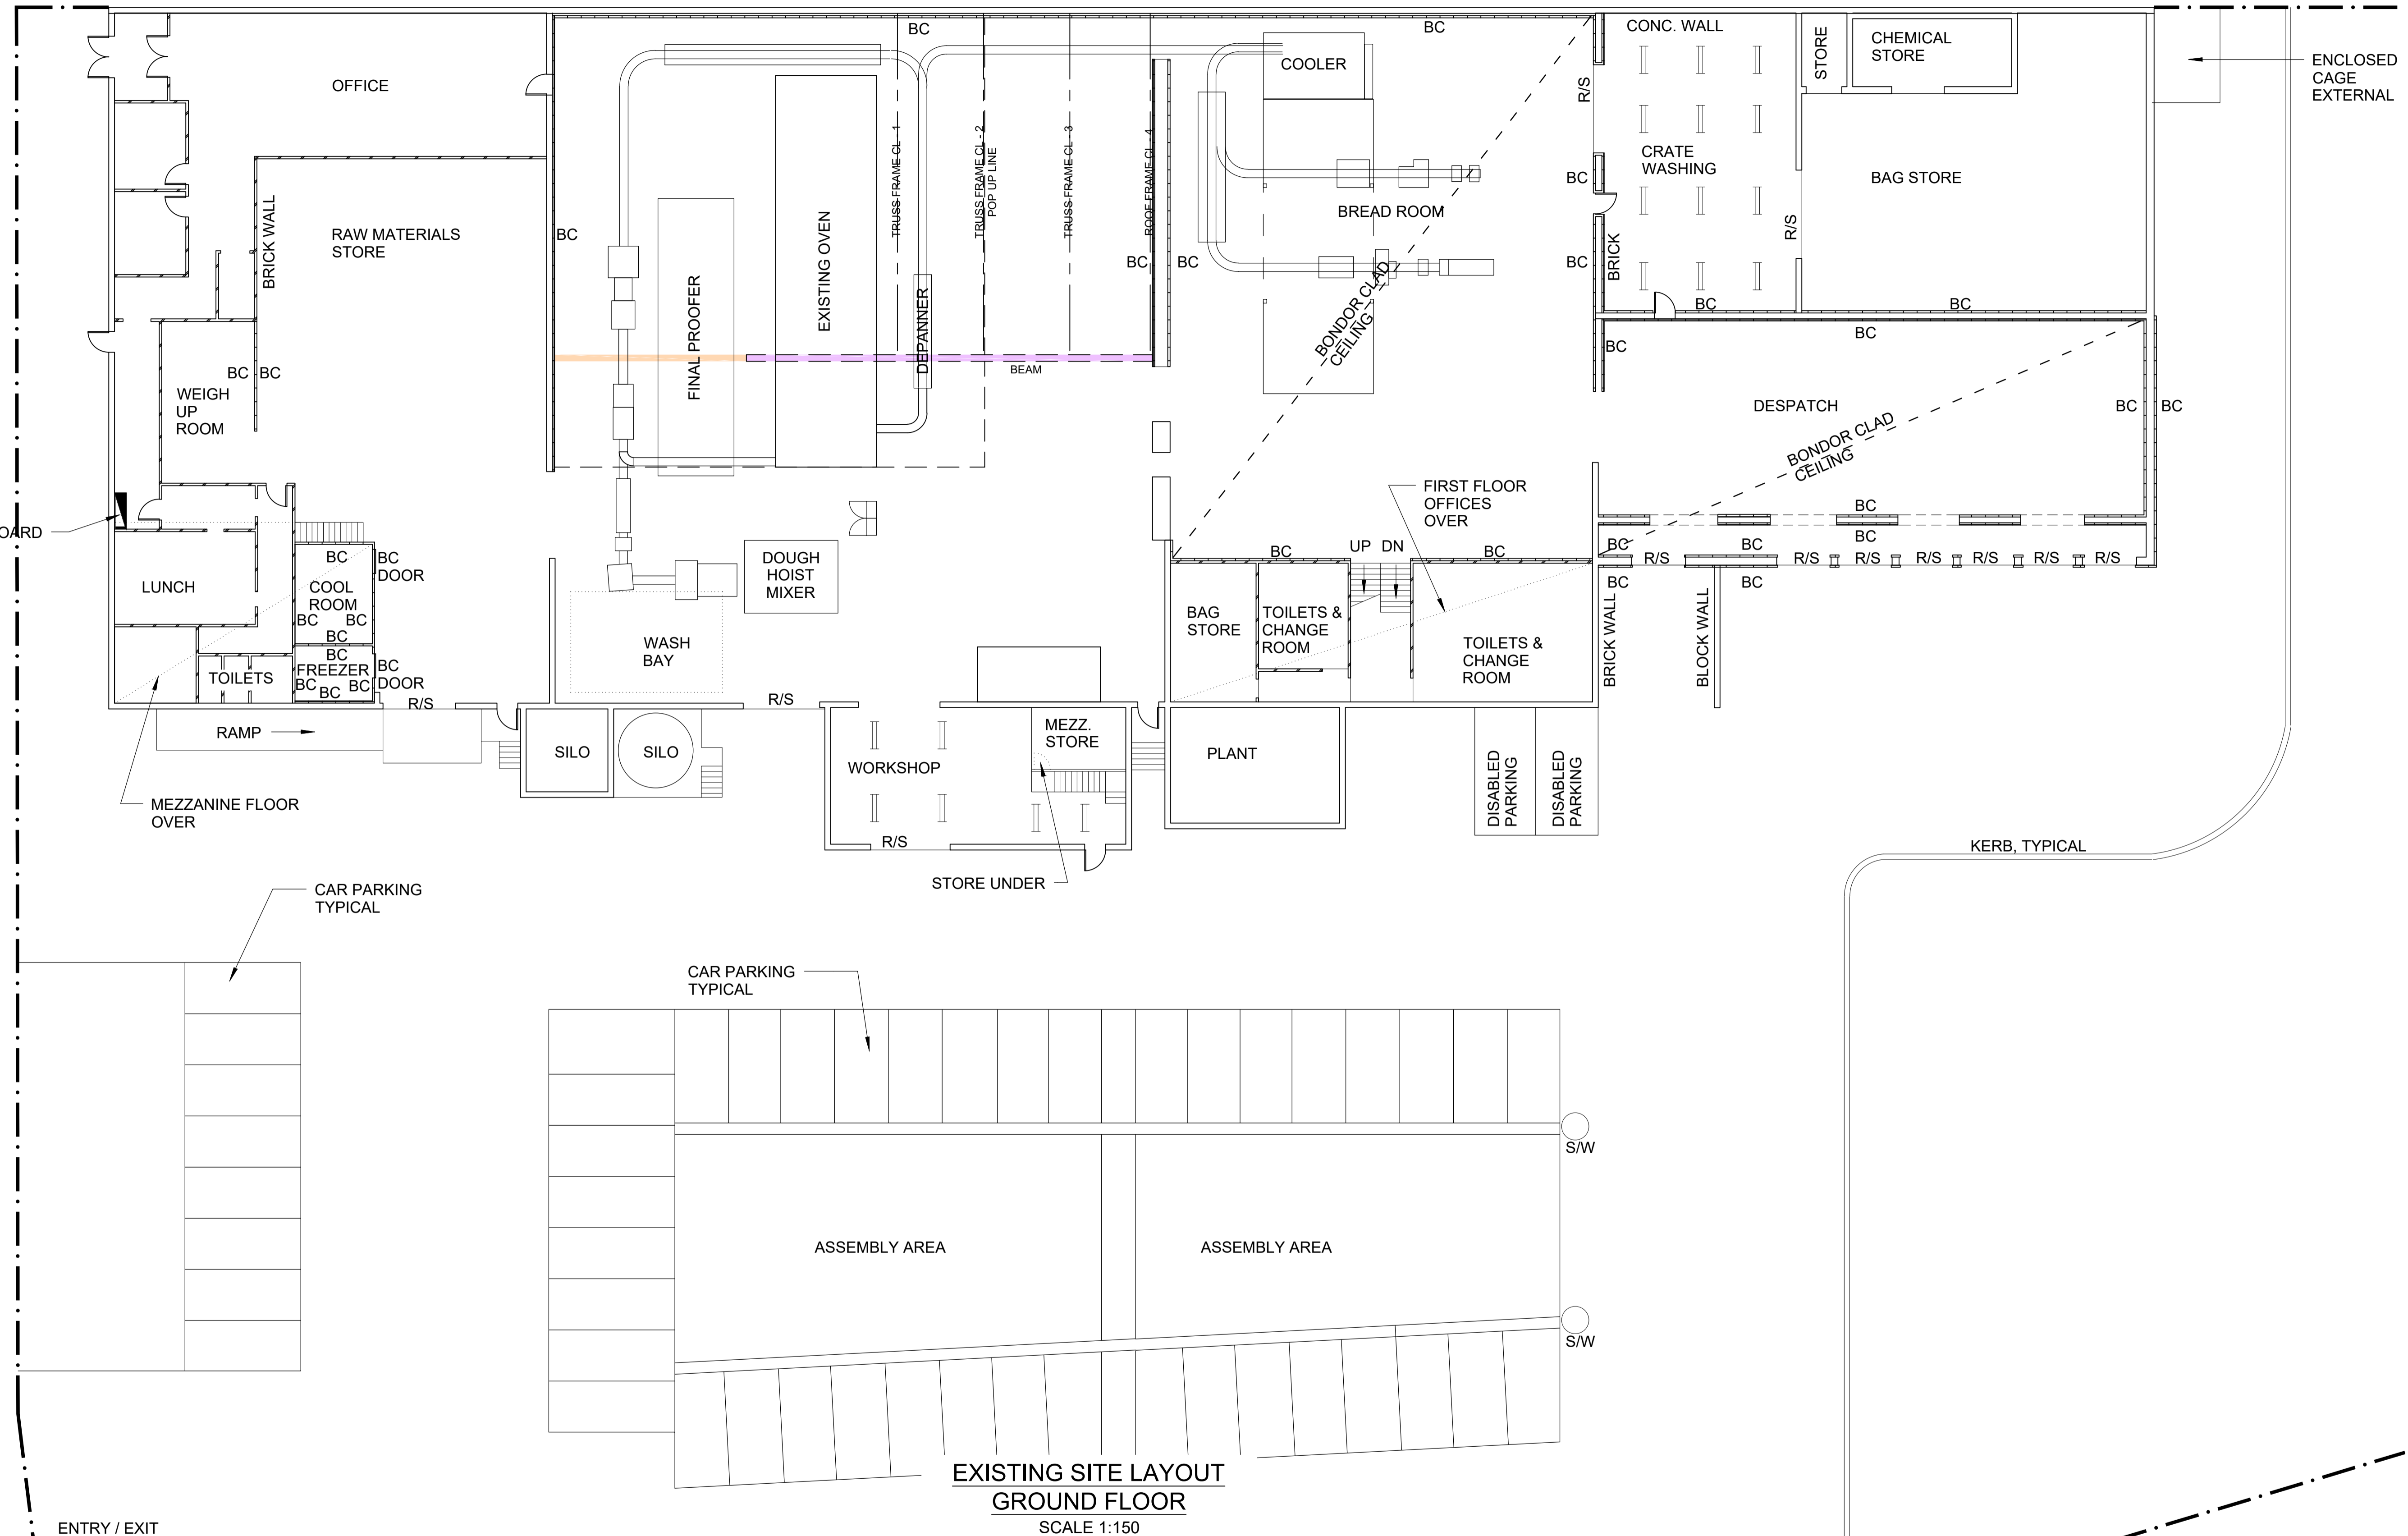 OFFICE
BC
BC
COOLER
CONC. WALL
STORE
CHEMICAL
STORE
ENCLOSED
CAGE
EXTERNAL
R/S
TRUSS FRAME CL - 1
TRUSS FRAME CL - 2
POP UP LINE
TRUSS FRAME CL - 3
ROOF FRAME CL - 4
CRATE
WASHING
BAG STORE
BC
BREAD ROOM
BRICK WALL
RAW MATERIALS
STORE
BC
R/S
BC
BC
BC
BRICK
FINAL PROOFER
EXISTING OVEN
DEPANNER
BONDOR CLAD
CEILING
BC
BC
BC
BC
BEAM
BC
BC
WEIGH
UP
ROOM
DESPATCH
BC
BC
BONDOR CLAD
CEILING
FIRST FLOOR
OFFICES
OVER
BC
OARD
BC
BC
DOOR
LUNCH
COOL
ROOM
BC
BC
BC
DOUGH
HOIST
MIXER
BC
UP
DN
BC
BC
R/S
BC
BC
R/S
R/S
R/S
R/S
R/S
R/S
BC
BC
BAG
STORE
TOILETS &
CHANGE
ROOM
TOILETS &
CHANGE
ROOM
BRICK WALL
BLOCK WALL
WASH
BAY
BC
FREEZER
BC
BC
BC
BC
DOOR
TOILETS
R/S
R/S
RAMP
SILO
SILO
MEZZ.
STORE
WORKSHOP
PLANT
DISABLED
PARKING
DISABLED
PARKING
MEZZANINE FLOOR
OVER
R/S
STORE UNDER
KERB, TYPICAL
CAR PARKING
TYPICAL
CAR PARKING
TYPICAL
S/W
ASSEMBLY AREA
ASSEMBLY AREA
S/W
EXISTING SITE LAYOUT
GROUND FLOOR
SCALE 1:150
ENTRY / EXIT